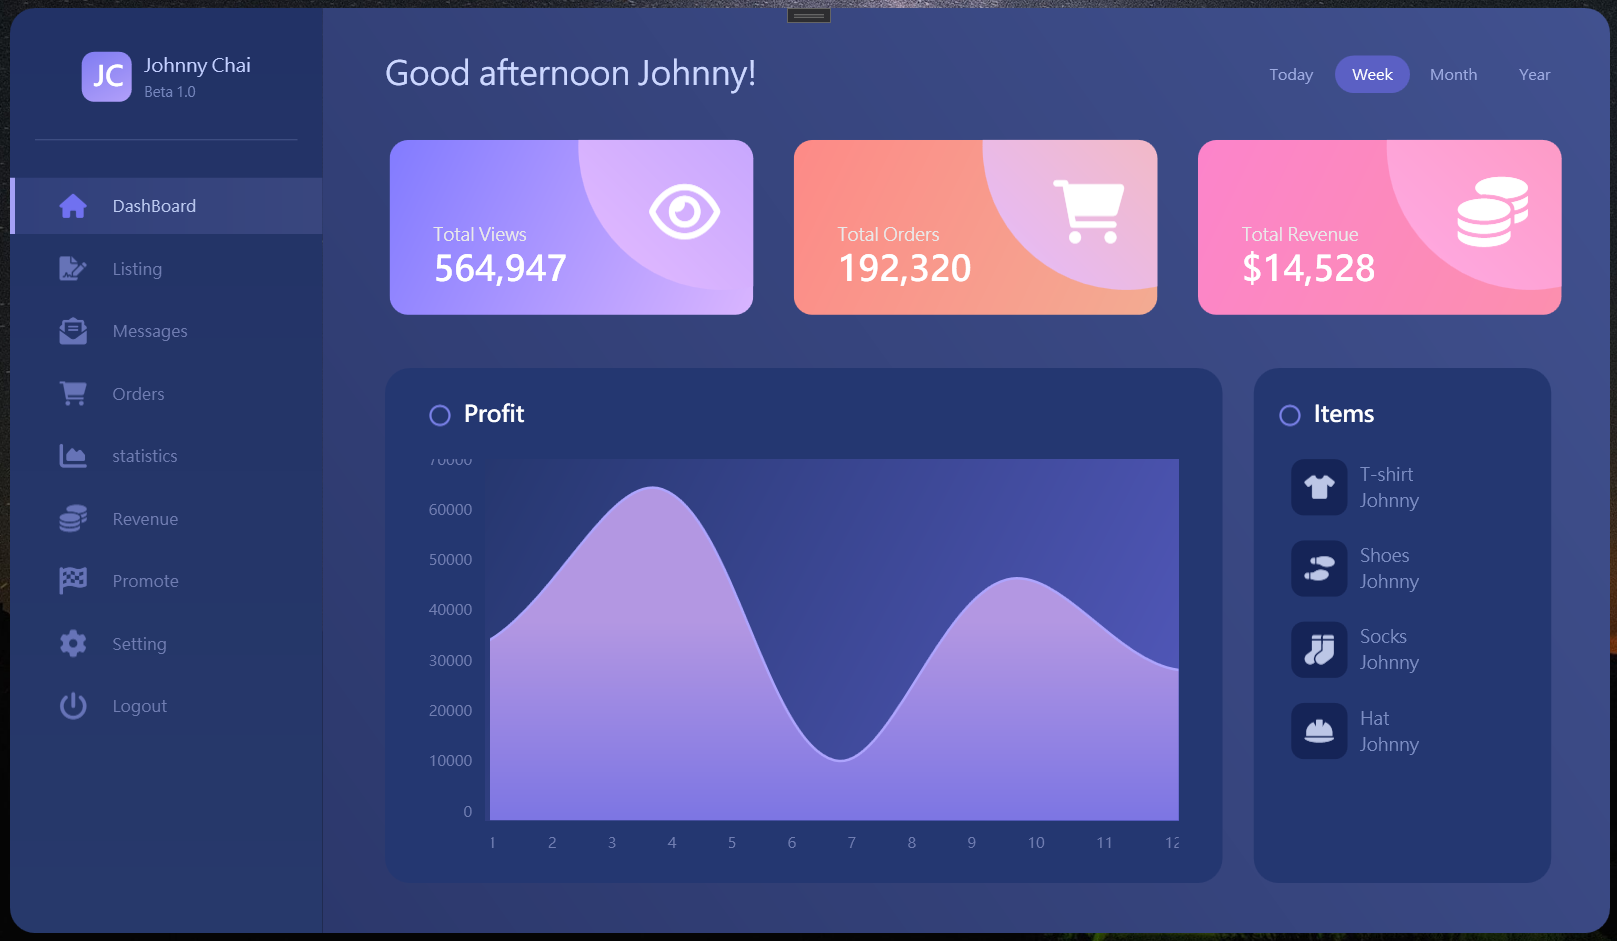 JC
Johnny Chai
Beta 1.0
DashBoard
Listing
Messages
Orders
statistics
Revenue
Promote
Setting
Logout
Good afternoon Johnny!
Today Week Month Year
Total Views
564,947
Total Orders
192,320
Total Revenue
$14,528
Profit
70000
60000
50000
40000
30000
20000
10000
0
1 2 3 4 5 6 7 8 9 10 11 12
Items
T-shirt
Johnny
Shoes
Johnny
Socks
Johnny
Hat
Johnny